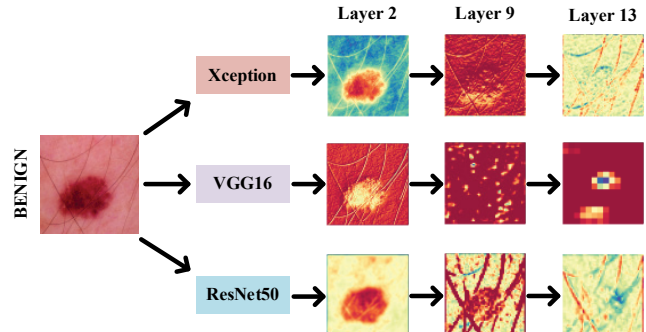 Layer 2 Layer 9 Layer 13
Xception
BENIGN
VGG16
ResNet50